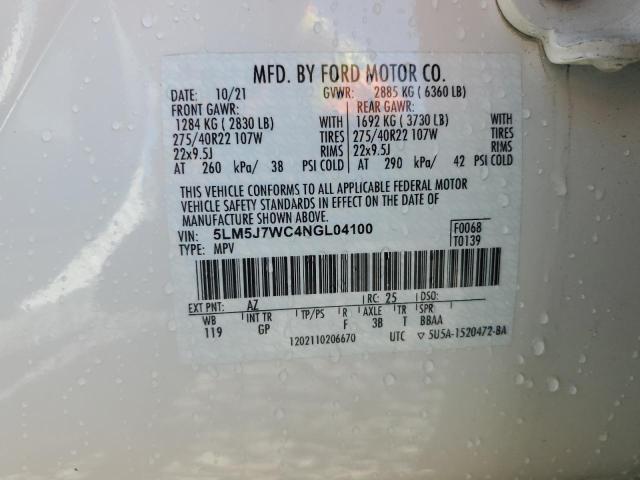 MFD. BY FORD MOTOR CO.
DATE: 10/21 GVWR: 2885 KG ( 6360 LB)
FRONT GAWR: REAR GAWR:
1284 KG ( 2830 LB) WITH 1692 KG ( 3730 LB) WITH
275/40R22 107W TIRES 275/40R22 107W TIRES
22x9.5J RIMS 22x9.5J RIMS
AT 260 kPa/ 38 PSI COLD AT 290 kPa/ 42 PSI COLD
THIS VEHICLE CONFORMS TO ALL APPLICABLE FEDERAL MOTOR
VEHICLE SAFETY STANDARDS IN EFFECT ON THE DATE OF
MANUFACTURE SHOWN ABOVE.
VIN: 5LM5J7WC4NGL04100 F0068
TYPE: MPV T0139
EXT PNT: AZ RC: 25 DSO:
WB INT TR TP/PS R AXLE TR SPR
119 GP F 3B T BBAA
1202110206670 UTC ▽ 5U5A-1520472-BA